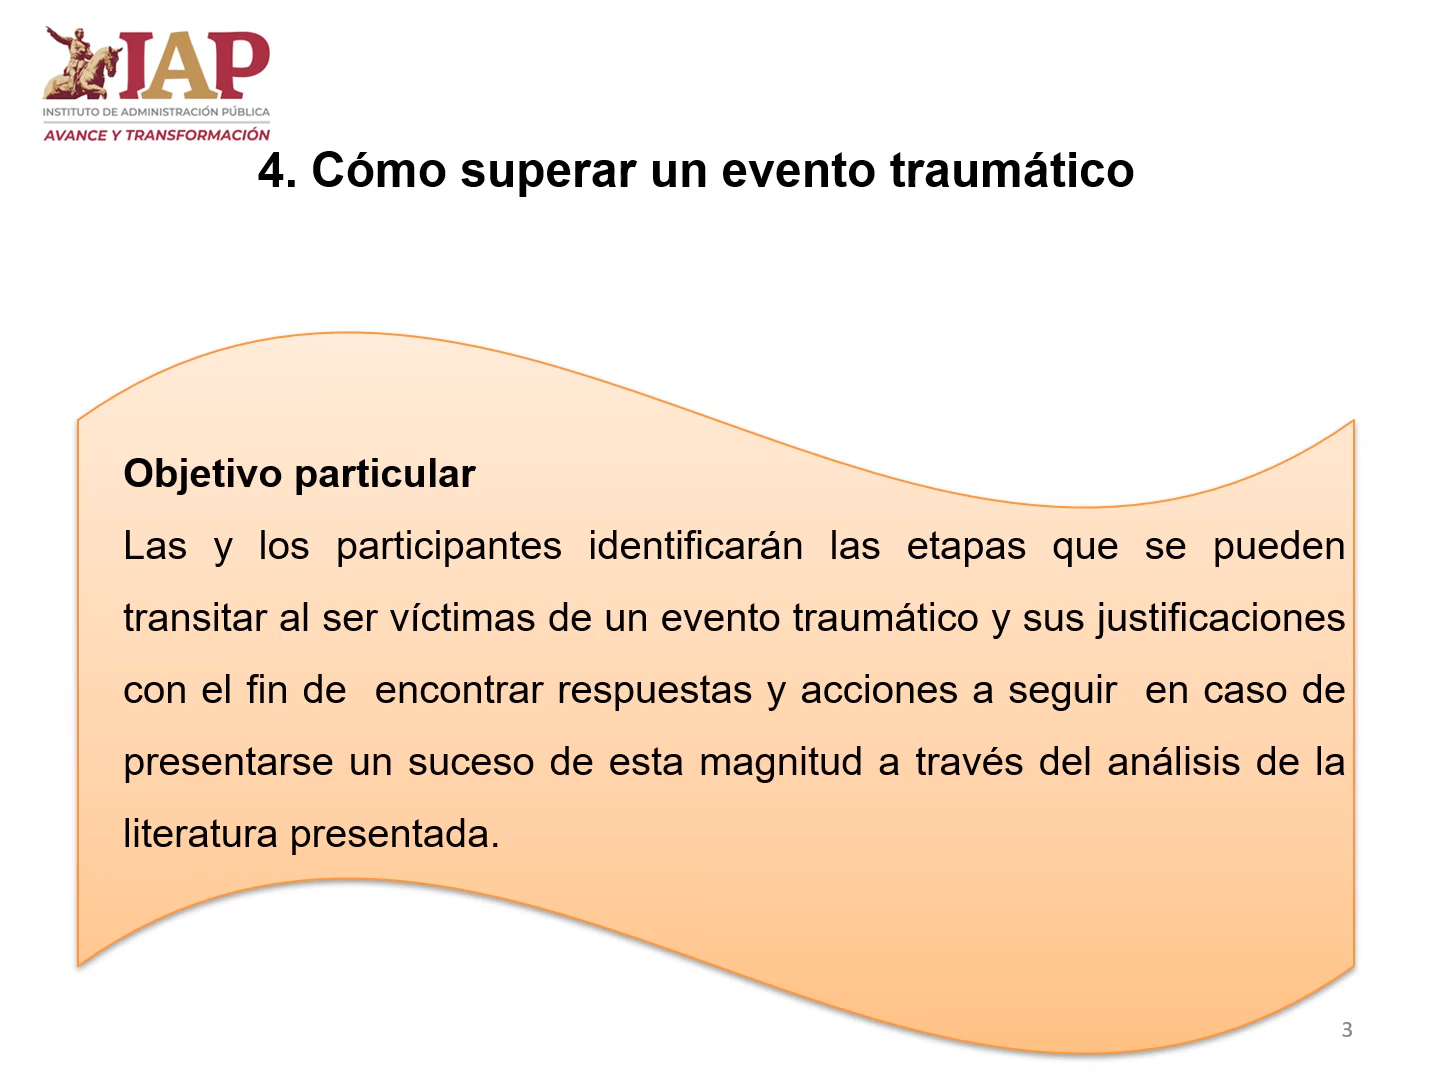 IAP
INSTITUTO DE ADMINISTRACIÓN PÚBLICA
AVANCE Y TRANSFORMACIÓN
4. Cómo superar un evento traumático
Objetivo particular
Las y los participantes identificarán las etapas que se pueden
transitar al ser víctimas de un evento traumático y sus justificaciones
con el fin de  encontrar respuestas y acciones a seguir  en caso de
presentarse un suceso de esta magnitud a través del análisis de la
literatura presentada.
3